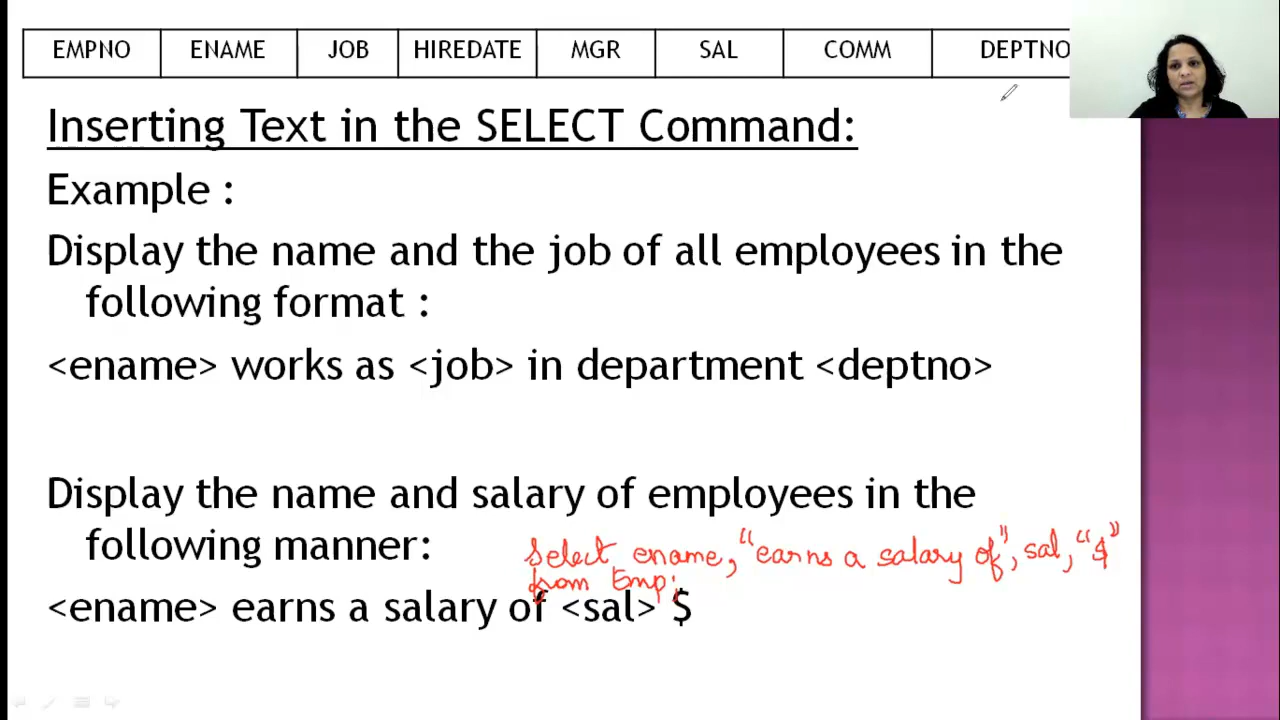 EMPNO ENAME JOB HIREDATE MGR SAL COMM DEPTNO
Inserting Text in the SELECT Command:
Example :
Display the name and the job of all employees in the
following format :
<ename> works as <job> in department <deptno>
Display the name and salary of employees in the
following manner:
select ename, "earns a salary of", sal, "$"
from Emp;
<ename> earns a salary of <sal> $